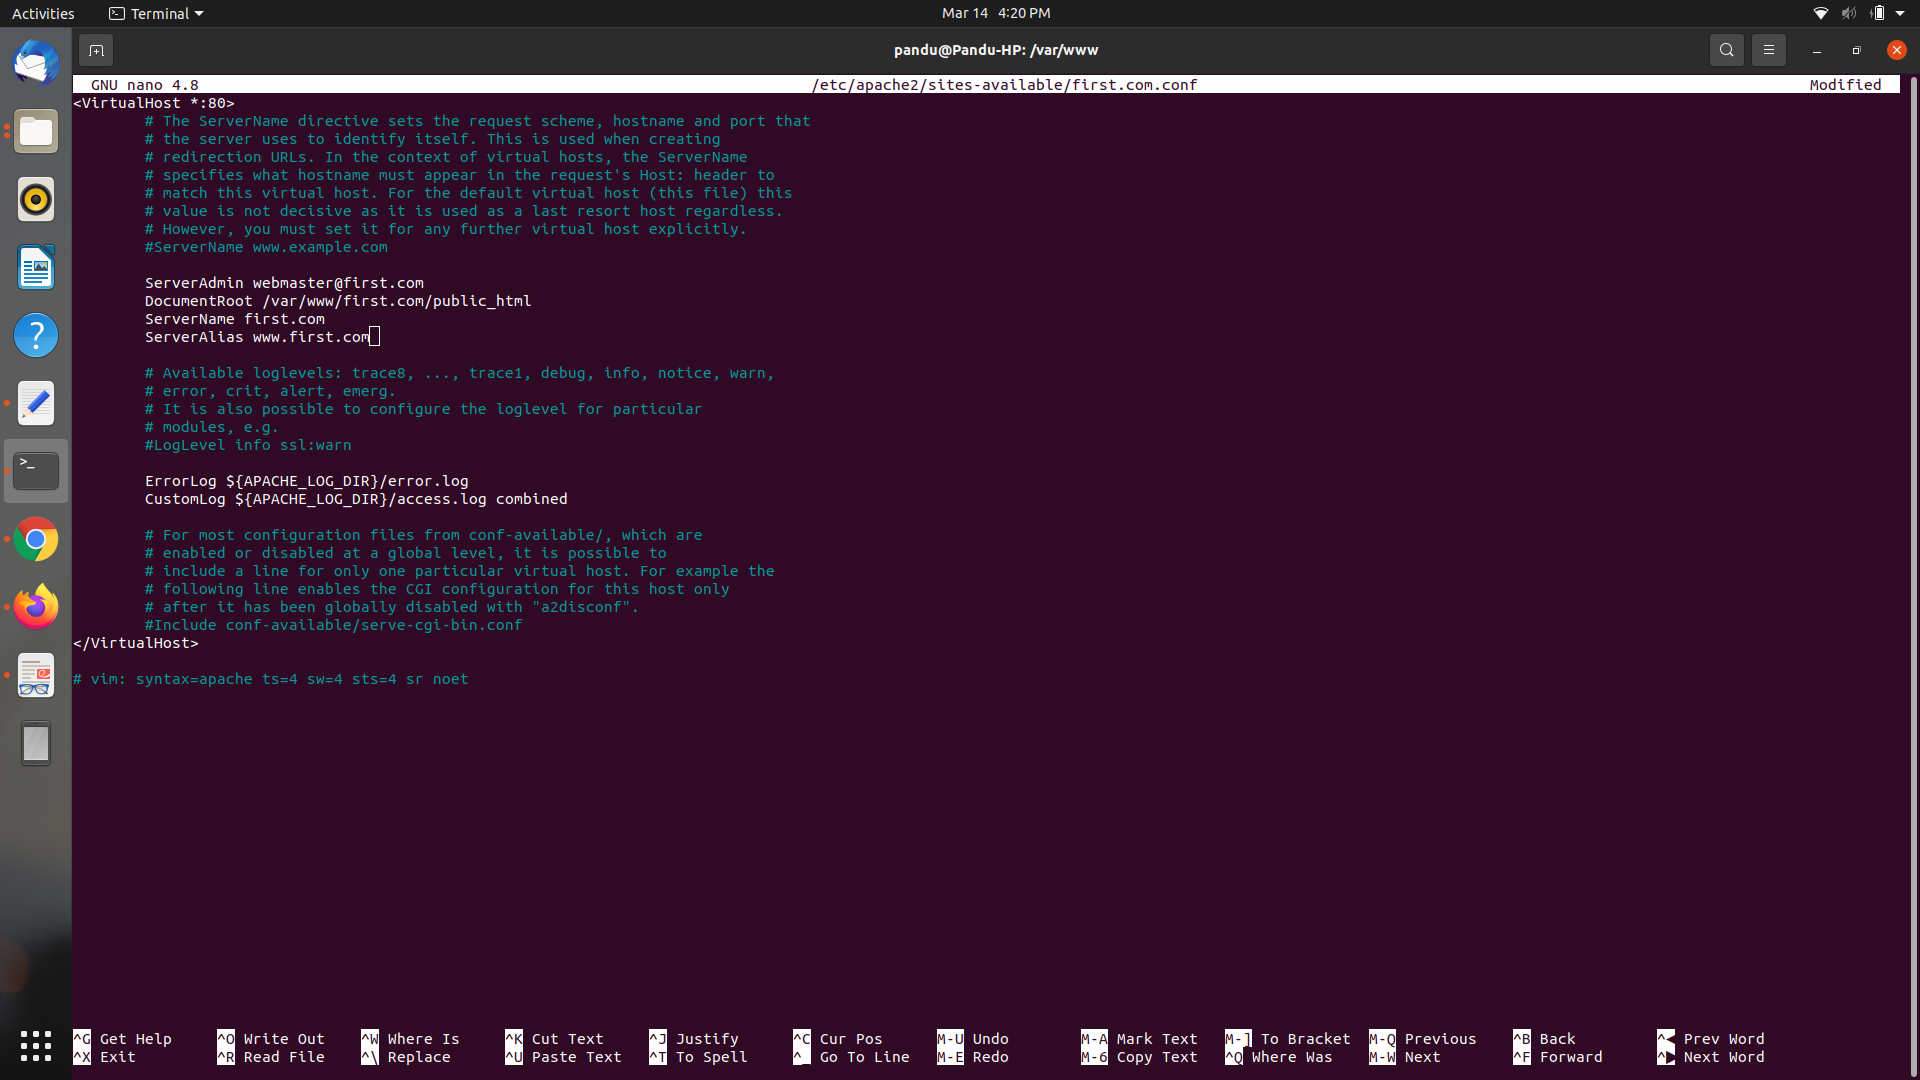 Activities
Terminal
Mar 14 4:20 PM
pandu@Pandu-HP: /var/www
GNU nano 4.8 /etc/apache2/sites-available/first.com.conf Modified
<VirtualHost *:80>
# The ServerName directive sets the request scheme, hostname and port that
# the server uses to identify itself. This is used when creating
# redirection URLs. In the context of virtual hosts, the ServerName
# specifies what hostname must appear in the request's Host: header to
# match this virtual host. For the default virtual host (this file) this
# value is not decisive as it is used as a last resort host regardless.
# However, you must set it for any further virtual host explicitly.
#ServerName www.example.com
ServerAdmin webmaster@first.com
DocumentRoot /var/www/first.com/public_html
ServerName first.com
ServerAlias www.first.com
# Available loglevels: trace8, ..., trace1, debug, info, notice, warn,
# error, crit, alert, emerg.
# It is also possible to configure the loglevel for particular
# modules, e.g.
#LogLevel info ssl:warn
ErrorLog ${APACHE_LOG_DIR}/error.log
CustomLog ${APACHE_LOG_DIR}/access.log combined
# For most configuration files from conf-available/, which are
# enabled or disabled at a global level, it is possible to
# include a line for only one particular virtual host. For example the
# following line enables the CGI configuration for this host only
# after it has been globally disabled with "a2disconf".
#Include conf-available/serve-cgi-bin.conf
</VirtualHost>
# vim: syntax=apache ts=4 sw=4 sts=4 sr noet
^G Get Help ^O Write Out ^W Where Is ^K Cut Text ^J Justify ^C Cur Pos M-U Undo M-A Mark Text M-] To Bracket M-Q Previous ^B Back ^◀ Prev Word
^X Exit ^R Read File ^\ Replace ^U Paste Text ^T To Spell ^_ Go To Line M-E Redo M-6 Copy Text ^Q Where Was M-W Next ^F Forward ^▶ Next Word